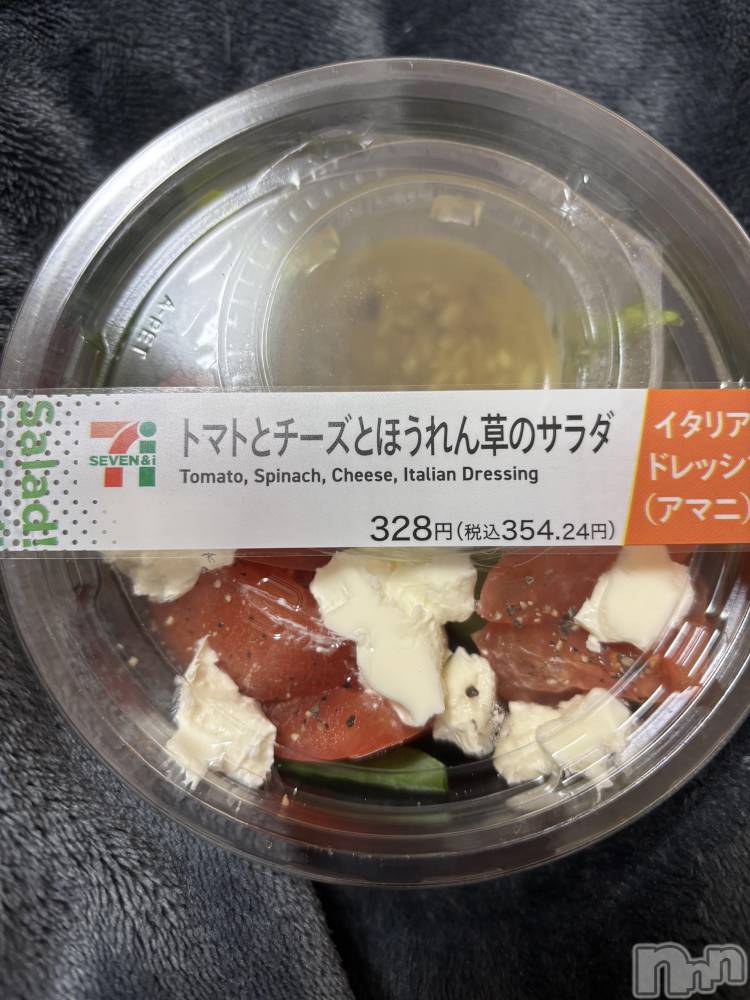 A-PET
Salad!
7i
SEVEN&i
トマトとチーズとほうれん草のサラダ
Tomato, Spinach, Cheese, Italian Dressing
328円(税込354.24円)
イタリア
ドレッシ
(アマニ)
nnn